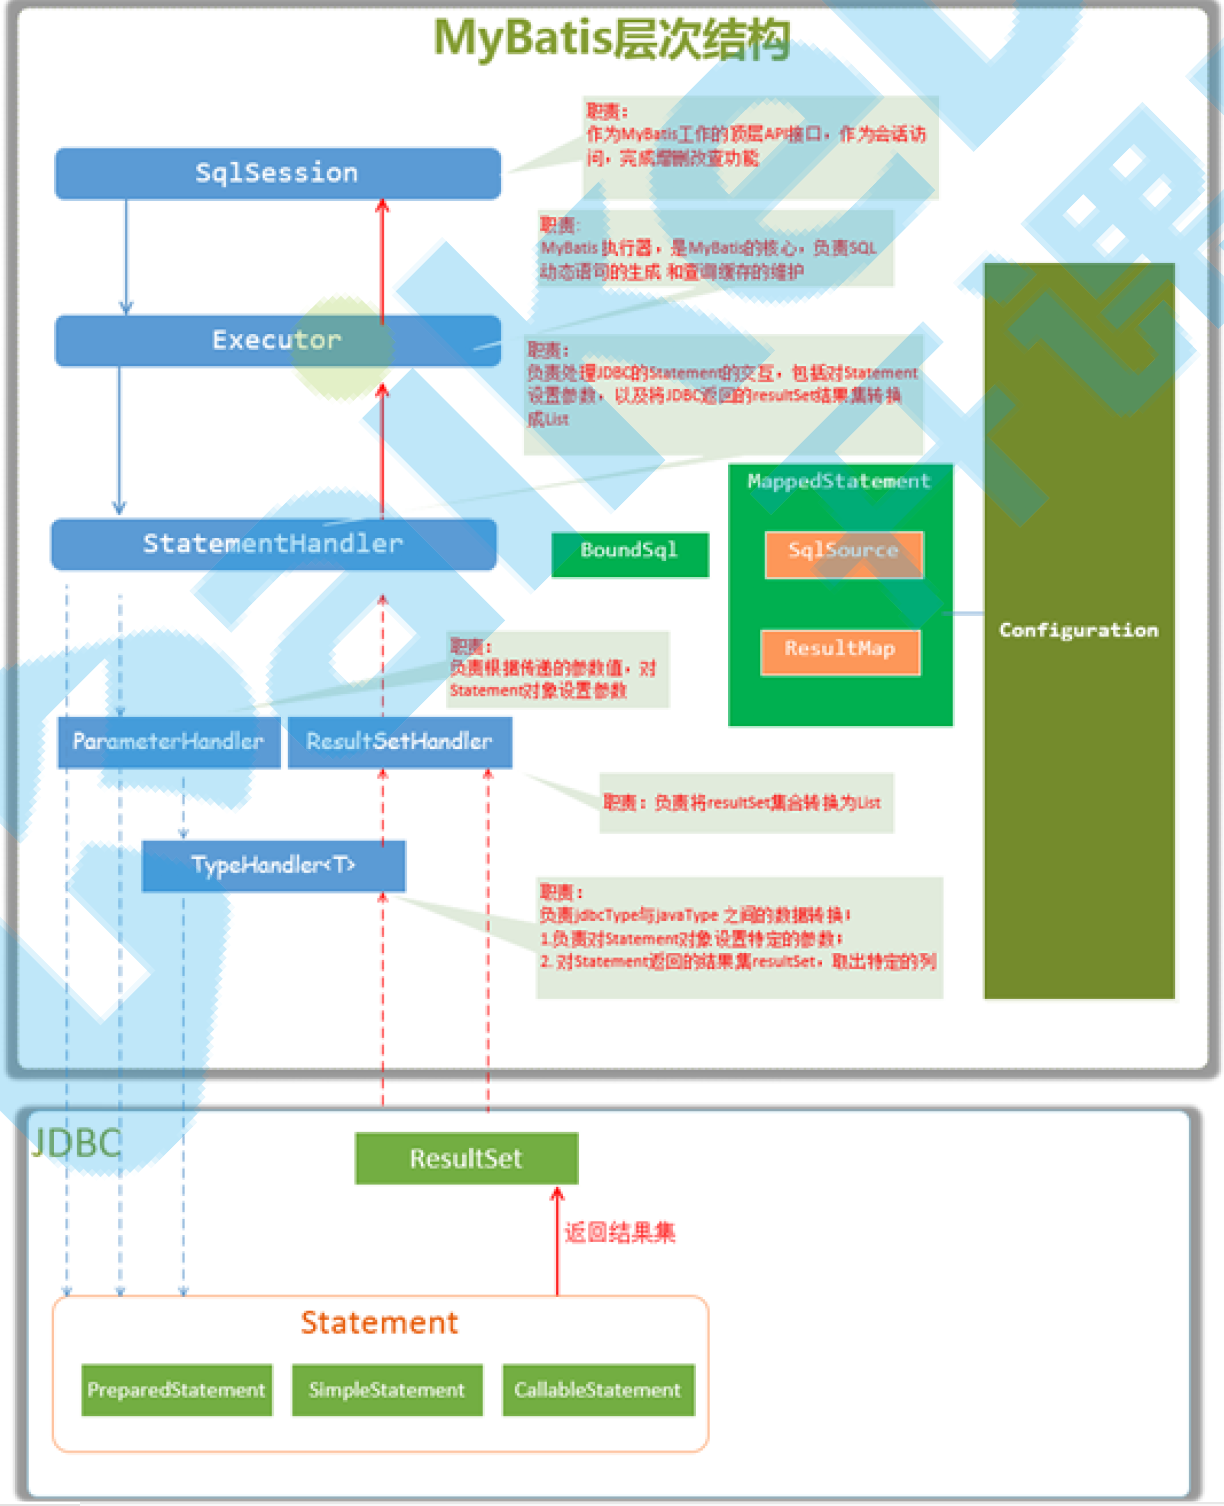 MyBatis层次结构
职责：
作为MyBatis工作的顶层API接口，作为会话访
问，完成增删改查功能
SqlSession
职责：
MyBatis 执行器，是MyBatis的核心，负责SQL
动态语句的生成 和查询缓存的维护
Executor
职责：
负责处理JDBC的Statement的交互，包括对Statement
设置参数，以及将JDBC返回的resultSet结果集转换
成List
MappedStatement
StatementHandler
BoundSql
SqlSource
Configuration
ResultMap
职责：
负责根据传递的参数值，对
Statement对象设置参数
ParameterHandler
ResultSetHandler
职责：负责将resultSet集合转换为List
TypeHandler<T>
职责：
负责jdbcType与javaType 之间的数据转换；
1.负责对Statement对象设置特定的参数；
2. 对Statement返回的结果集resultSet，取出特定的列
JDBC
ResultSet
返回结果集
Statement
PreparedStatement
SimpleStatement
CallableStatement